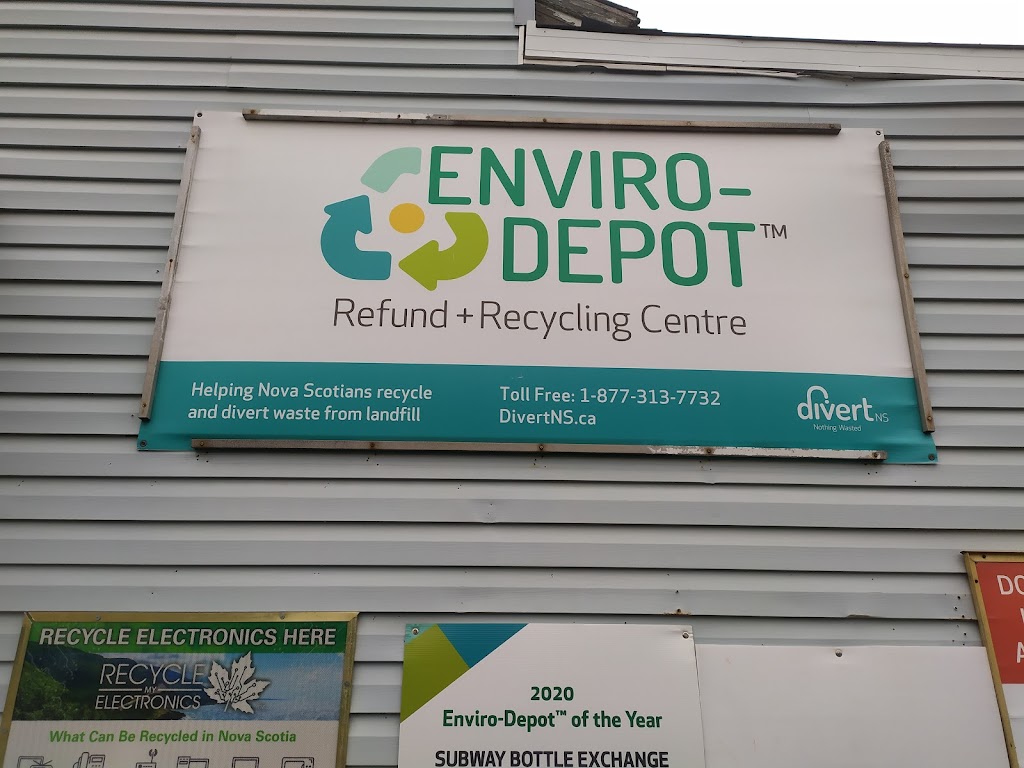 ENVIRO-
DEPOT™
Refund + Recycling Centre
Helping Nova Scotians recycle
and divert waste from landfill
Toll Free: 1-877-313-7732
DivertNS.ca
divert NS
Nothing Wasted
RECYCLE ELECTRONICS HERE
RECYCLE
MY
ELECTRONICS
What Can Be Recycled in Nova Scotia
2020
Enviro-Depot™ of the Year
SUBWAY BOTTLE EXCHANGE